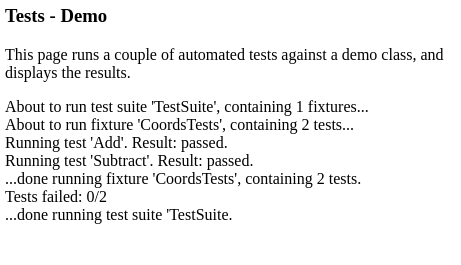 Tests - Demo
This page runs a couple of automated tests against a demo class, and
displays the results.
About to run test suite 'TestSuite', containing 1 fixtures...
About to run fixture 'CoordsTests', containing 2 tests...
Running test 'Add'. Result: passed.
Running test 'Subtract'. Result: passed.
...done running fixture 'CoordsTests', containing 2 tests.
Tests failed: 0/2
...done running test suite 'TestSuite.